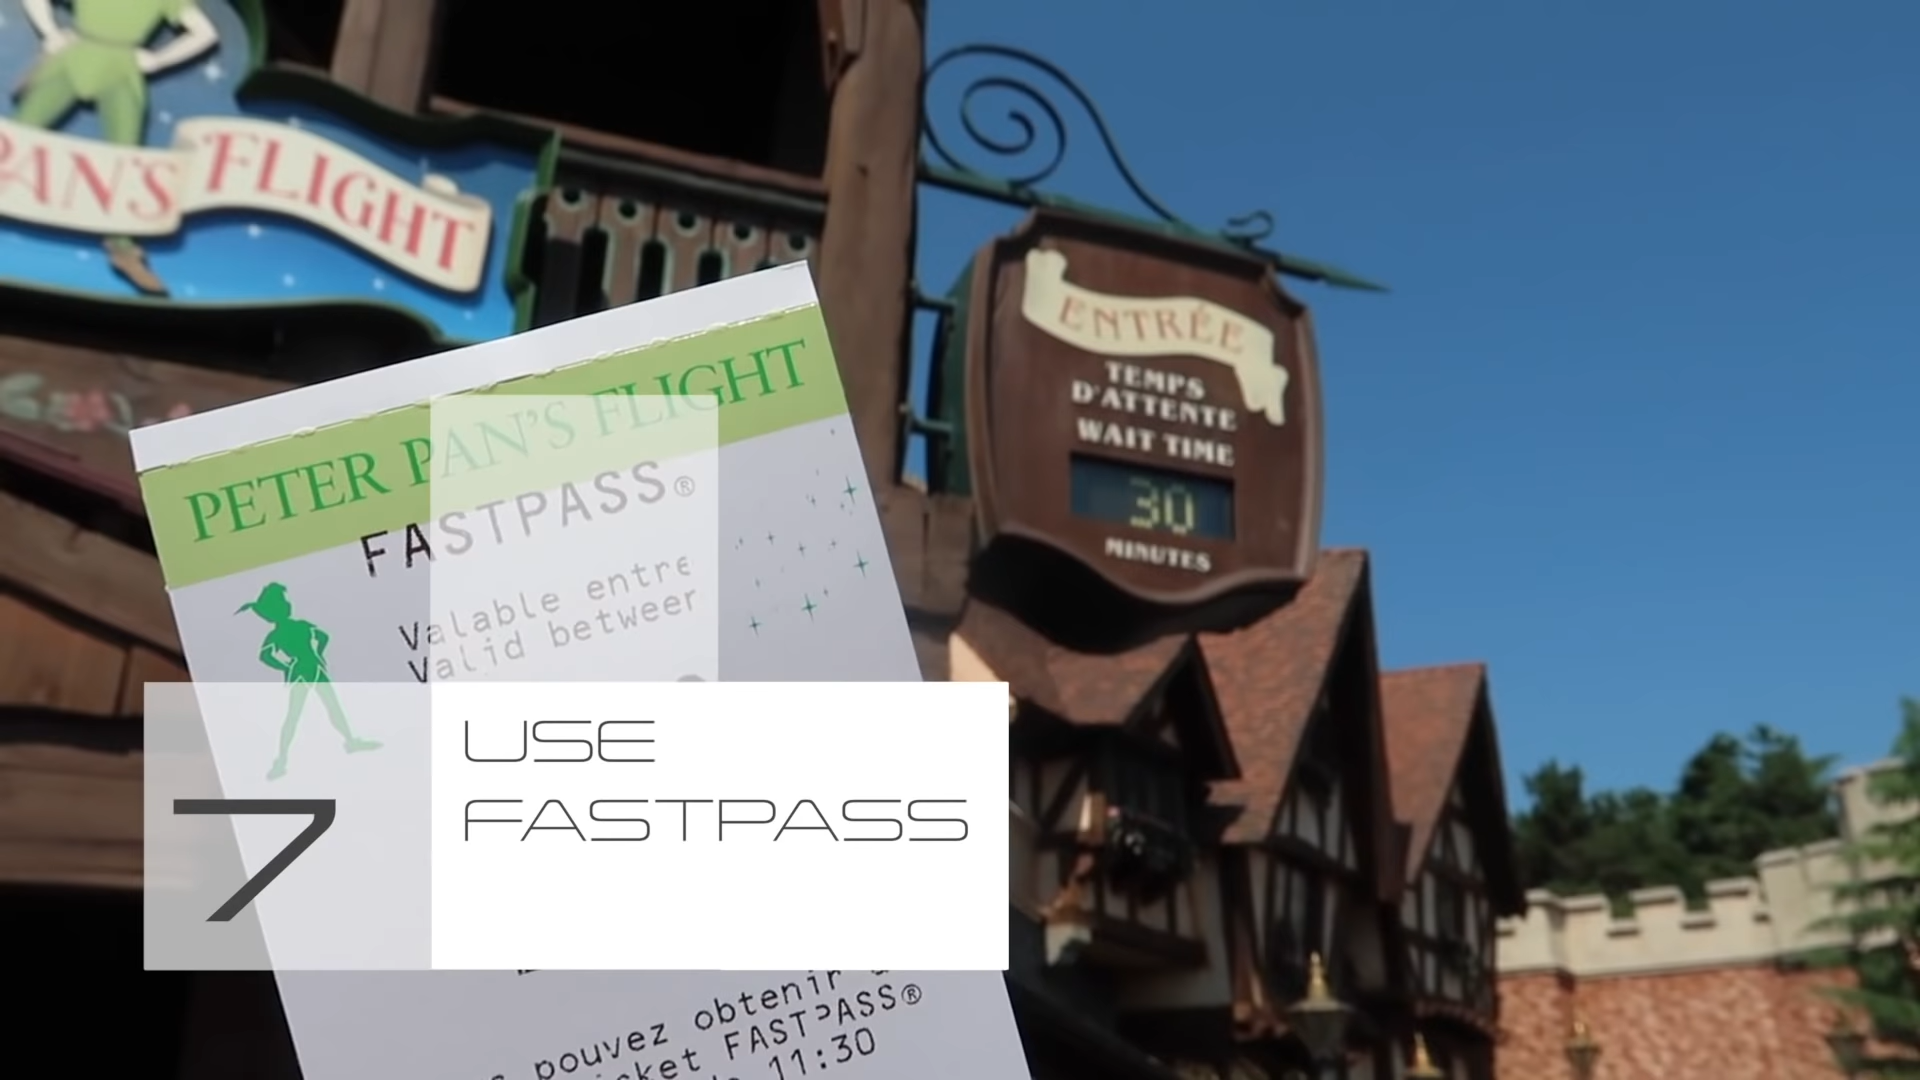 PAN'S FLIGHT
ENTRÉE
TEMPS
D'ATTENTE
WAIT TIME
30
MINUTES
PETER PAN'S FLIGHT
FASTPASS®
Valable entre
Valid between
7
USE
FASTPASS
pouvez obtenir
FASTPASS®
11:30